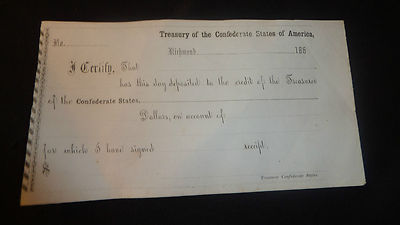 Treasury of the Confederate States of America,
No.
Richmond 186
I Certify, That
has this day deposited to the credit of the Treasurer
of the Confederate States,
Dollars, on account of
for which I have signed receipt.
Treasurer Confederate States.